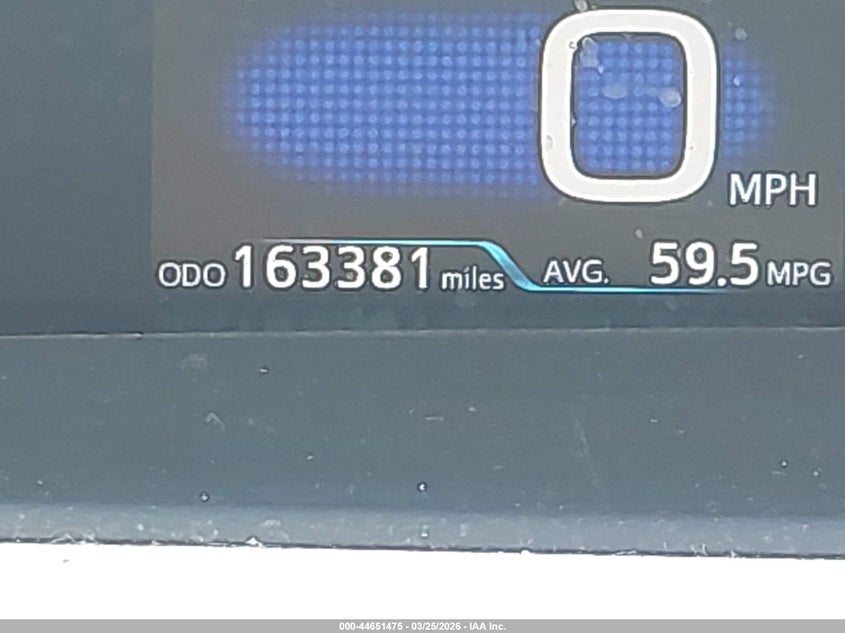 0
MPH
ODO 163381 miles AVG. 59.5 MPG
000-44651475 - 03/25/2026 - IAA Inc.